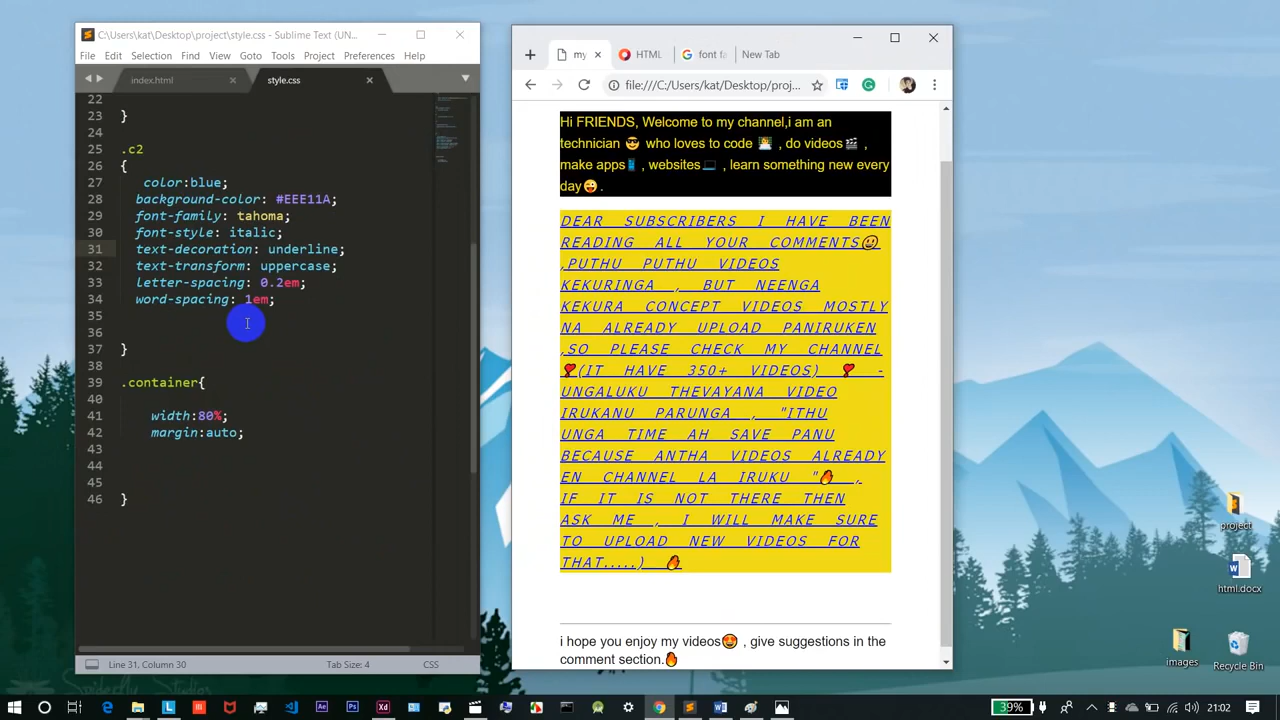 C:\Users\kat\Desktop\project\style.css - Sublime Text (UN...
File Edit Selection Find View Goto Tools Project Preferences Help
index.html style.css
22
23 }
24
25 .c2
26 {
27 color:blue;
28 background-color: #EEE11A;
29 font-family: tahoma;
30 font-style: italic;
31 text-decoration: underline;
32 text-transform: uppercase;
33 letter-spacing: 0.2em;
34 word-spacing: 1em;
35
36
37 }
38
39 .container{
40
41 width:80%;
42 margin:auto;
43
44
45
46 }
Line 31, Column 30 Tab Size: 4 CSS
my HTML font fa New Tab
file:///C:/Users/kat/Desktop/proj...
Hi FRIENDS, Welcome to my channel,i am an
technician 😎 who loves to code 👨‍💻 , do videos🎬 ,
make apps📱, websites💻 , learn something new every
day😜.
DEAR SUBSCRIBERS I HAVE BEEN
READING ALL YOUR COMMENTS😃
,PUTHU PUTHU VIDEOS
KEKURINGA , BUT NEENGA
KEKURA CONCEPT VIDEOS MOSTLY
NA ALREADY UPLOAD PANIRUKEN
,SO PLEASE CHECK MY CHANNEL
❣(IT HAVE 350+ VIDEOS) ❣ -
UNGALUKU THEVAYANA VIDEO
IRUKANU PARUNGA , "ITHU
UNGA TIME AH SAVE PANU
BECAUSE ANTHA VIDEOS ALREADY
EN CHANNEL LA IRUKU "🔥 ,
IF IT IS NOT THERE THEN
ASK ME , I WILL MAKE SURE
TO UPLOAD NEW VIDEOS FOR
THAT.....) 🔥
i hope you enjoy my videos😍 , give suggestions in the
comment section.🔥
project
html.docx
images
Recycle Bin
Spiderfly Studios
39%
21:02